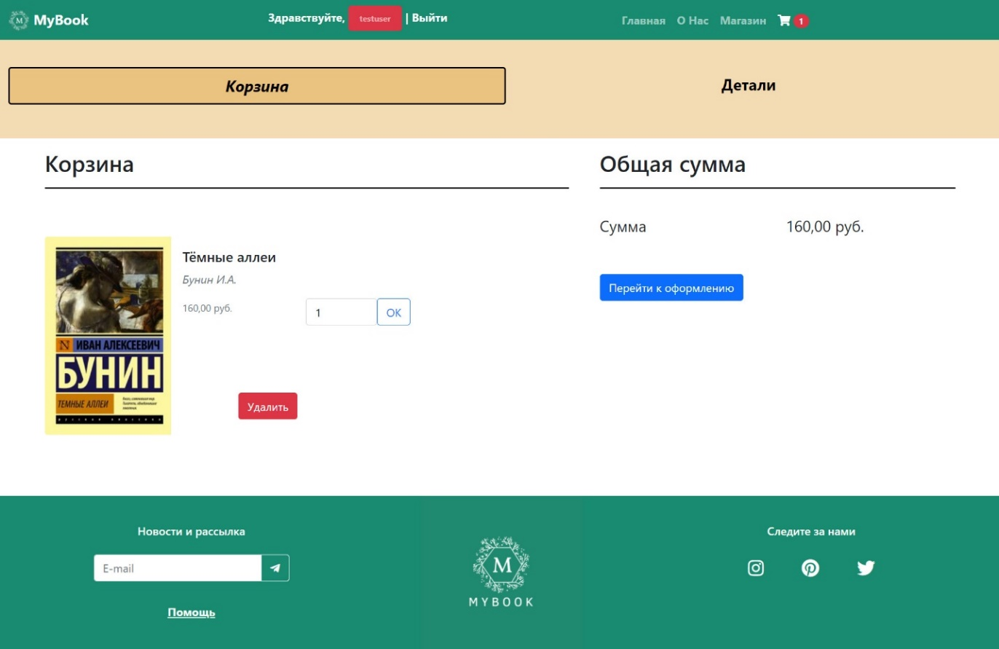 M MyBook
Здравствуйте, testuser | Выйти
Главная О Нас Магазин 1
Корзина
Детали
Корзина
Общая сумма
Сумма 160,00 руб.
Перейти к оформлению
Тёмные аллеи
Бунин И.А.
160,00 руб.
1 OK
Удалить
N ИВАН АЛЕКСЕЕВИЧ
БУНИН
ТЕМНЫЕ АЛЛЕИ
Новости и рассылка
E-mail
Помощь
M
MYBOOK
Следите за нами